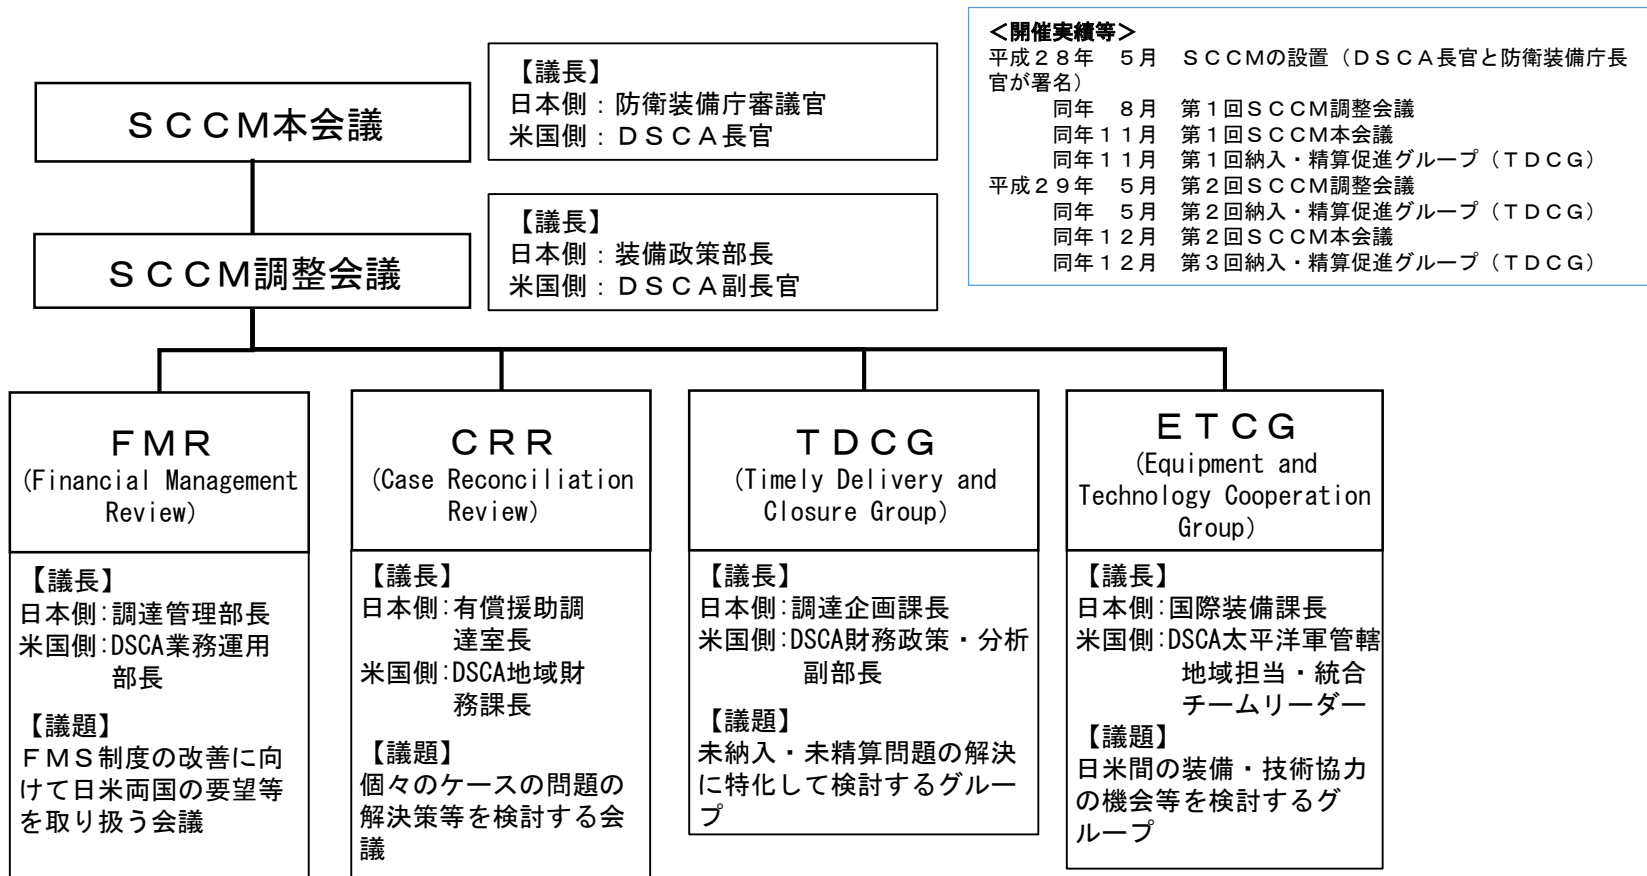 ＳＣＣＭ本会議
【議長】
日本側：防衛装備庁審議官
米国側：ＤＳＣＡ長官
＜開催実績等＞
平成２８年　５月　ＳＣＣＭの設置（ＤＳＣＡ長官と防衛装備庁長
官が署名）
同年　８月　第１回ＳＣＣＭ調整会議
同年１１月　第１回ＳＣＣＭ本会議
同年１１月　第１回納入・精算促進グループ（ＴＤＣＧ）
平成２９年　５月　第２回ＳＣＣＭ調整会議
同年　５月　第２回納入・精算促進グループ（ＴＤＣＧ）
同年１２月　第２回ＳＣＣＭ本会議
同年１２月　第３回納入・精算促進グループ（ＴＤＣＧ）
ＳＣＣＭ調整会議
【議長】
日本側：装備政策部長
米国側：ＤＳＣＡ副長官
ＦＭＲ
(Financial Management
Review)
【議長】
日本側:調達管理部長
米国側:DSCA業務運用
部長
【議題】
ＦＭＳ制度の改善に向
けて日米両国の要望等
を取り扱う会議
ＣＲＲ
(Case Reconciliation
Review)
【議長】
日本側:有償援助調
達室長
米国側:DSCA地域財
務課長
【議題】
個々のケースの問題の
解決策等を検討する会
議
ＴＤＣＧ
(Timely Delivery and
Closure Group)
【議長】
日本側:調達企画課長
米国側:DSCA財務政策・分析
副部長
【議題】
未納入・未精算問題の解決
に特化して検討するグルー
プ
ＥＴＣＧ
(Equipment and
Technology Cooperation
Group)
【議長】
日本側:国際装備課長
米国側:DSCA太平洋軍管轄
地域担当・統合
チームリーダー
【議題】
日米間の装備・技術協力
の機会等を検討するグ
ループ